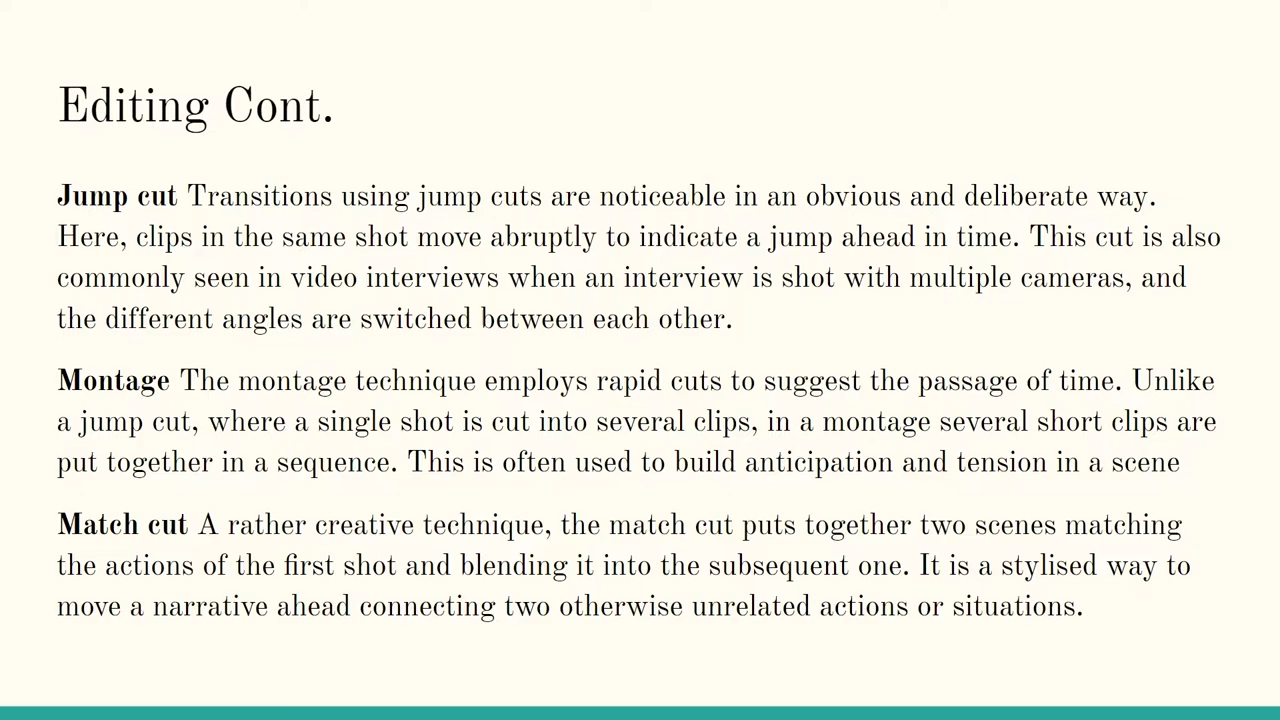 Editing Cont.
Jump cut Transitions using jump cuts are noticeable in an obvious and deliberate way.
Here, clips in the same shot move abruptly to indicate a jump ahead in time. This cut is also
commonly seen in video interviews when an interview is shot with multiple cameras, and
the different angles are switched between each other.
Montage The montage technique employs rapid cuts to suggest the passage of time. Unlike
a jump cut, where a single shot is cut into several clips, in a montage several short clips are
put together in a sequence. This is often used to build anticipation and tension in a scene
Match cut A rather creative technique, the match cut puts together two scenes matching
the actions of the first shot and blending it into the subsequent one. It is a stylised way to
move a narrative ahead connecting two otherwise unrelated actions or situations.